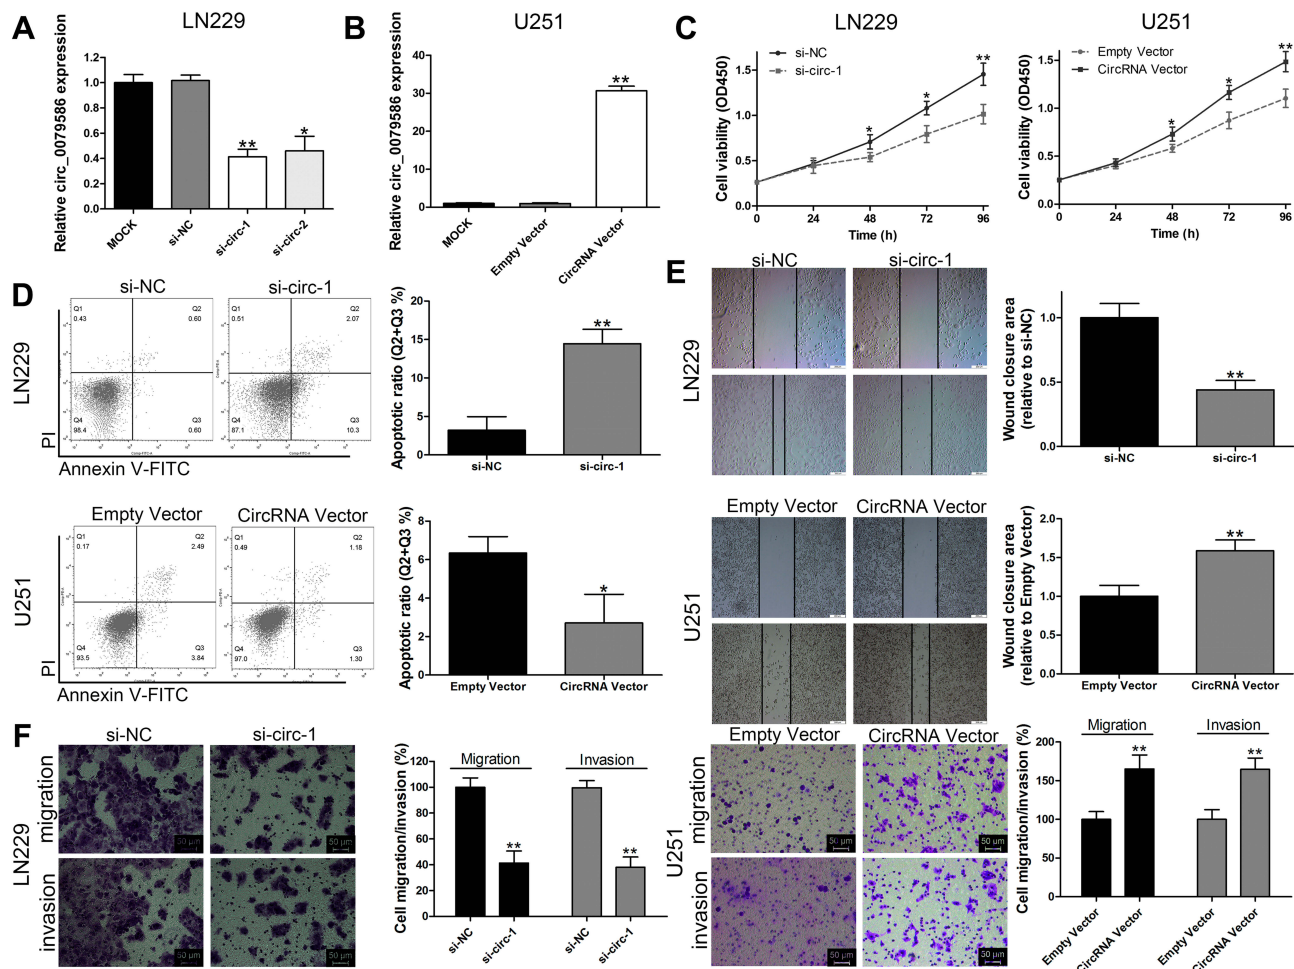 A
LN229
Relative circ_0079586 expression
1.2
1.0
0.8
0.6
0.4
0.2
0.0
**
*
MOCK
si-NC
si-circ-1
si-circ-2
B
U251
Relative circ_0079586 expression
40
30
20
10
0
**
MOCK
Empty Vector
CircRNA Vector
C
LN229
Cell viability (OD450)
1.5
1.0
0.5
0.0
si-NC
si-circ-1
*
*
**
0
24
48
72
96
Time (h)
U251
Cell viability (OD450)
1.5
1.0
0.5
0.0
Empty Vector
CircRNA Vector
*
*
**
0
24
48
72
96
Time (h)
D
LN229
si-NC
si-circ-1
PI
Q1
0.43
Q2
0.60
Q4
98.4
Q3
0.60
Q1
0.51
Q2
2.07
Q4
87.1
Q3
10.3
Annexin V-FITC
Apoptotic ratio (Q2+Q3 %)
20
15
10
5
0
**
si-NC
si-circ-1
U251
Empty Vector
CircRNA Vector
PI
Q1
0.17
Q2
2.49
Q4
93.5
Q3
3.84
Q1
0.49
Q2
1.18
Q4
97.0
Q3
1.30
Annexin V-FITC
Apoptotic ratio (Q2+Q3 %)
8
6
4
2
0
*
Empty Vector
CircRNA Vector
E
si-NC
si-circ-1
LN229
Wound closure area
(relative to si-NC)
1.0
0.5
0.0
**
si-NC
si-circ-1
Empty Vector
CircRNA Vector
U251
Wound closure area
(relative to Empty Vector)
2.0
1.5
1.0
0.5
0.0
**
Empty Vector
CircRNA Vector
F
si-NC
si-circ-1
LN229
migration
invasion
50 μm
50 μm
50 μm
50 μm
Cell migration/invasion (%)
120
100
80
60
40
20
0
Migration
Invasion
**
**
si-NC
si-circ-1
si-NC
si-circ-1
Empty Vector
CircRNA Vector
U251
migration
invasion
50 μm
50 μm
50 μm
50 μm
Cell migration/invasion (%)
200
150
100
50
0
Migration
Invasion
**
**
Empty Vector
CircRNA Vector
Empty Vector
CircRNA Vector